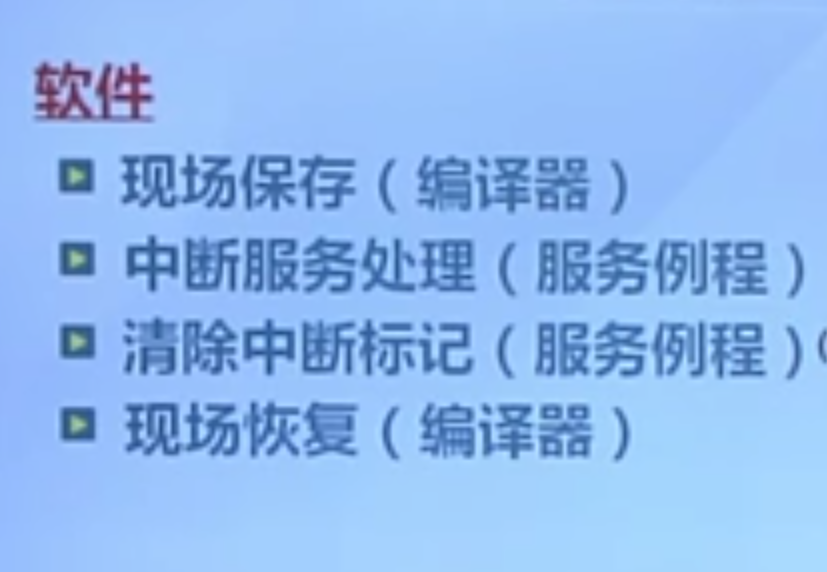 软件
现场保存（编译器）
中断服务处理（服务例程）
清除中断标记（服务例程）
现场恢复（编译器）